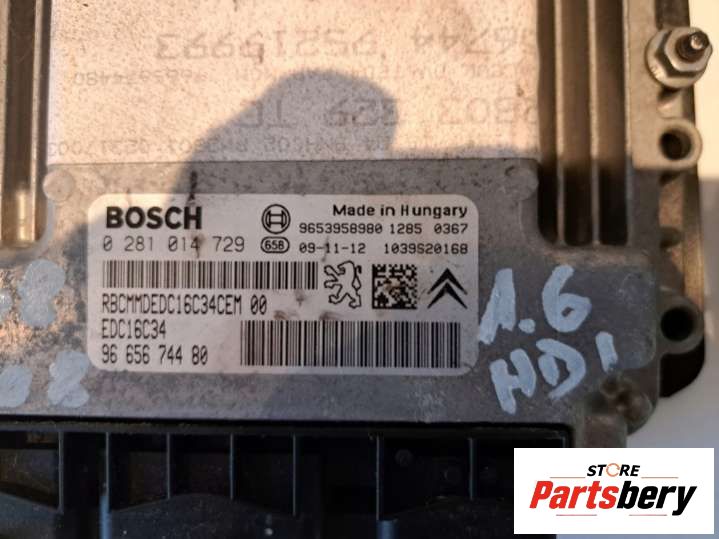 BOSCH
Made in Hungary
9653958980 1285 0367
0 281 014 729 658 09-11-12 1039S20168
RBCMMDEDC16C34CEM 00
EDC16C34
96 656 744 80
1.6
HDI
STORE
Partsbery